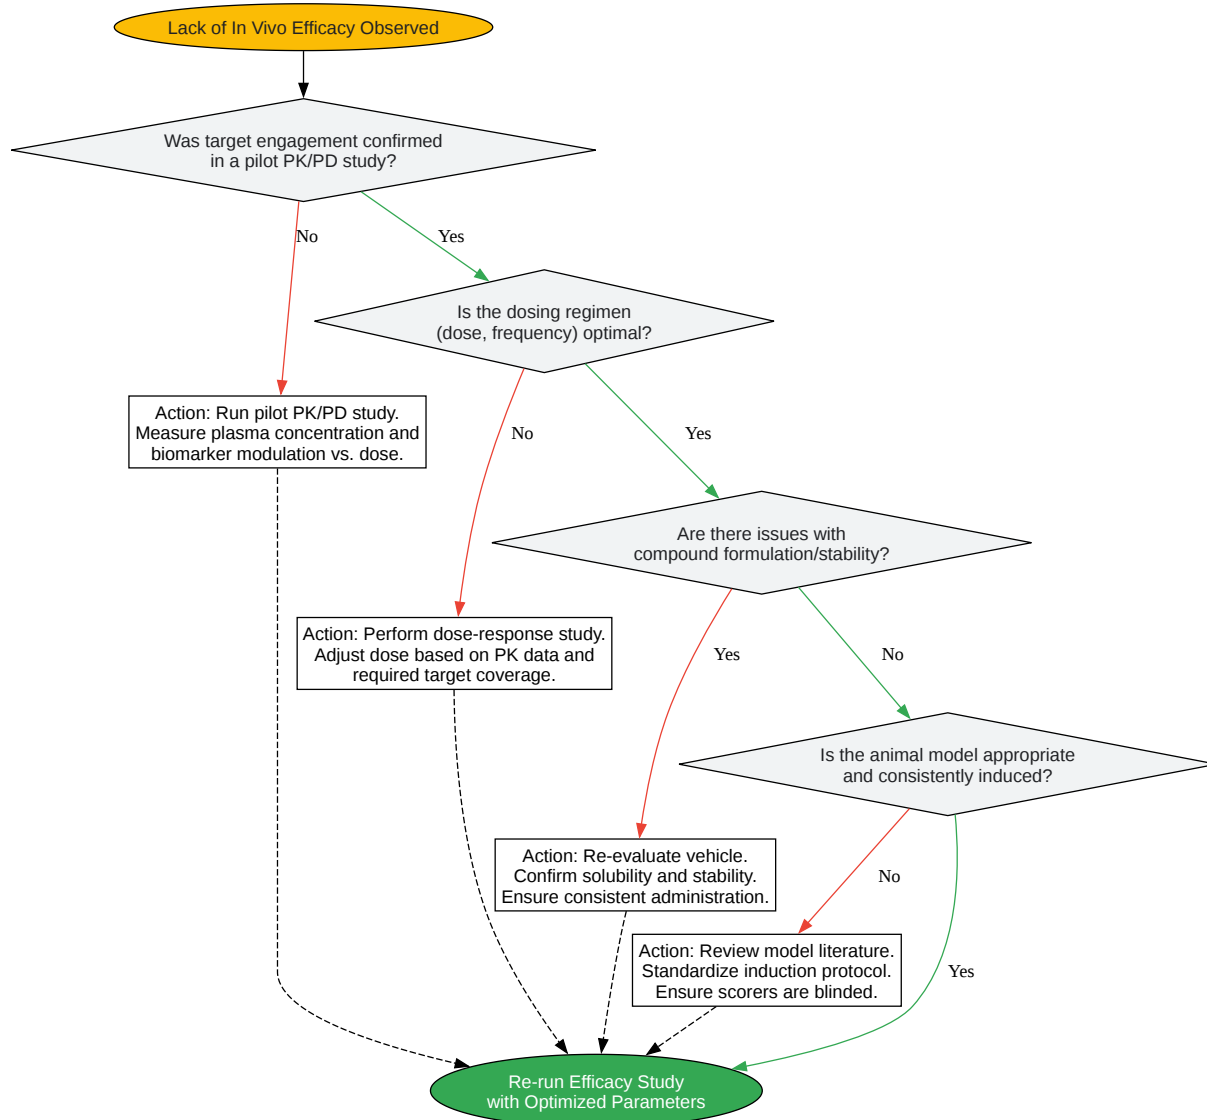 Lack of In Vivo Efficacy Observed
Was target engagement confirmed
in a pilot PK/PD study?
No
Yes
Is the dosing regimen
(dose, frequency) optimal?
Action: Run pilot PK/PD study.
Measure plasma concentration and
biomarker modulation vs. dose.
No
Yes
Are there issues with
compound formulation/stability?
Action: Perform dose-response study.
Adjust dose based on PK data and
required target coverage.
Yes
No
Is the animal model appropriate
and consistently induced?
Action: Re-evaluate vehicle.
Confirm solubility and stability.
Ensure consistent administration.
No
Action: Review model literature.
Standardize induction protocol.
Ensure scorers are blinded.
Yes
Re-run Efficacy Study
with Optimized Parameters